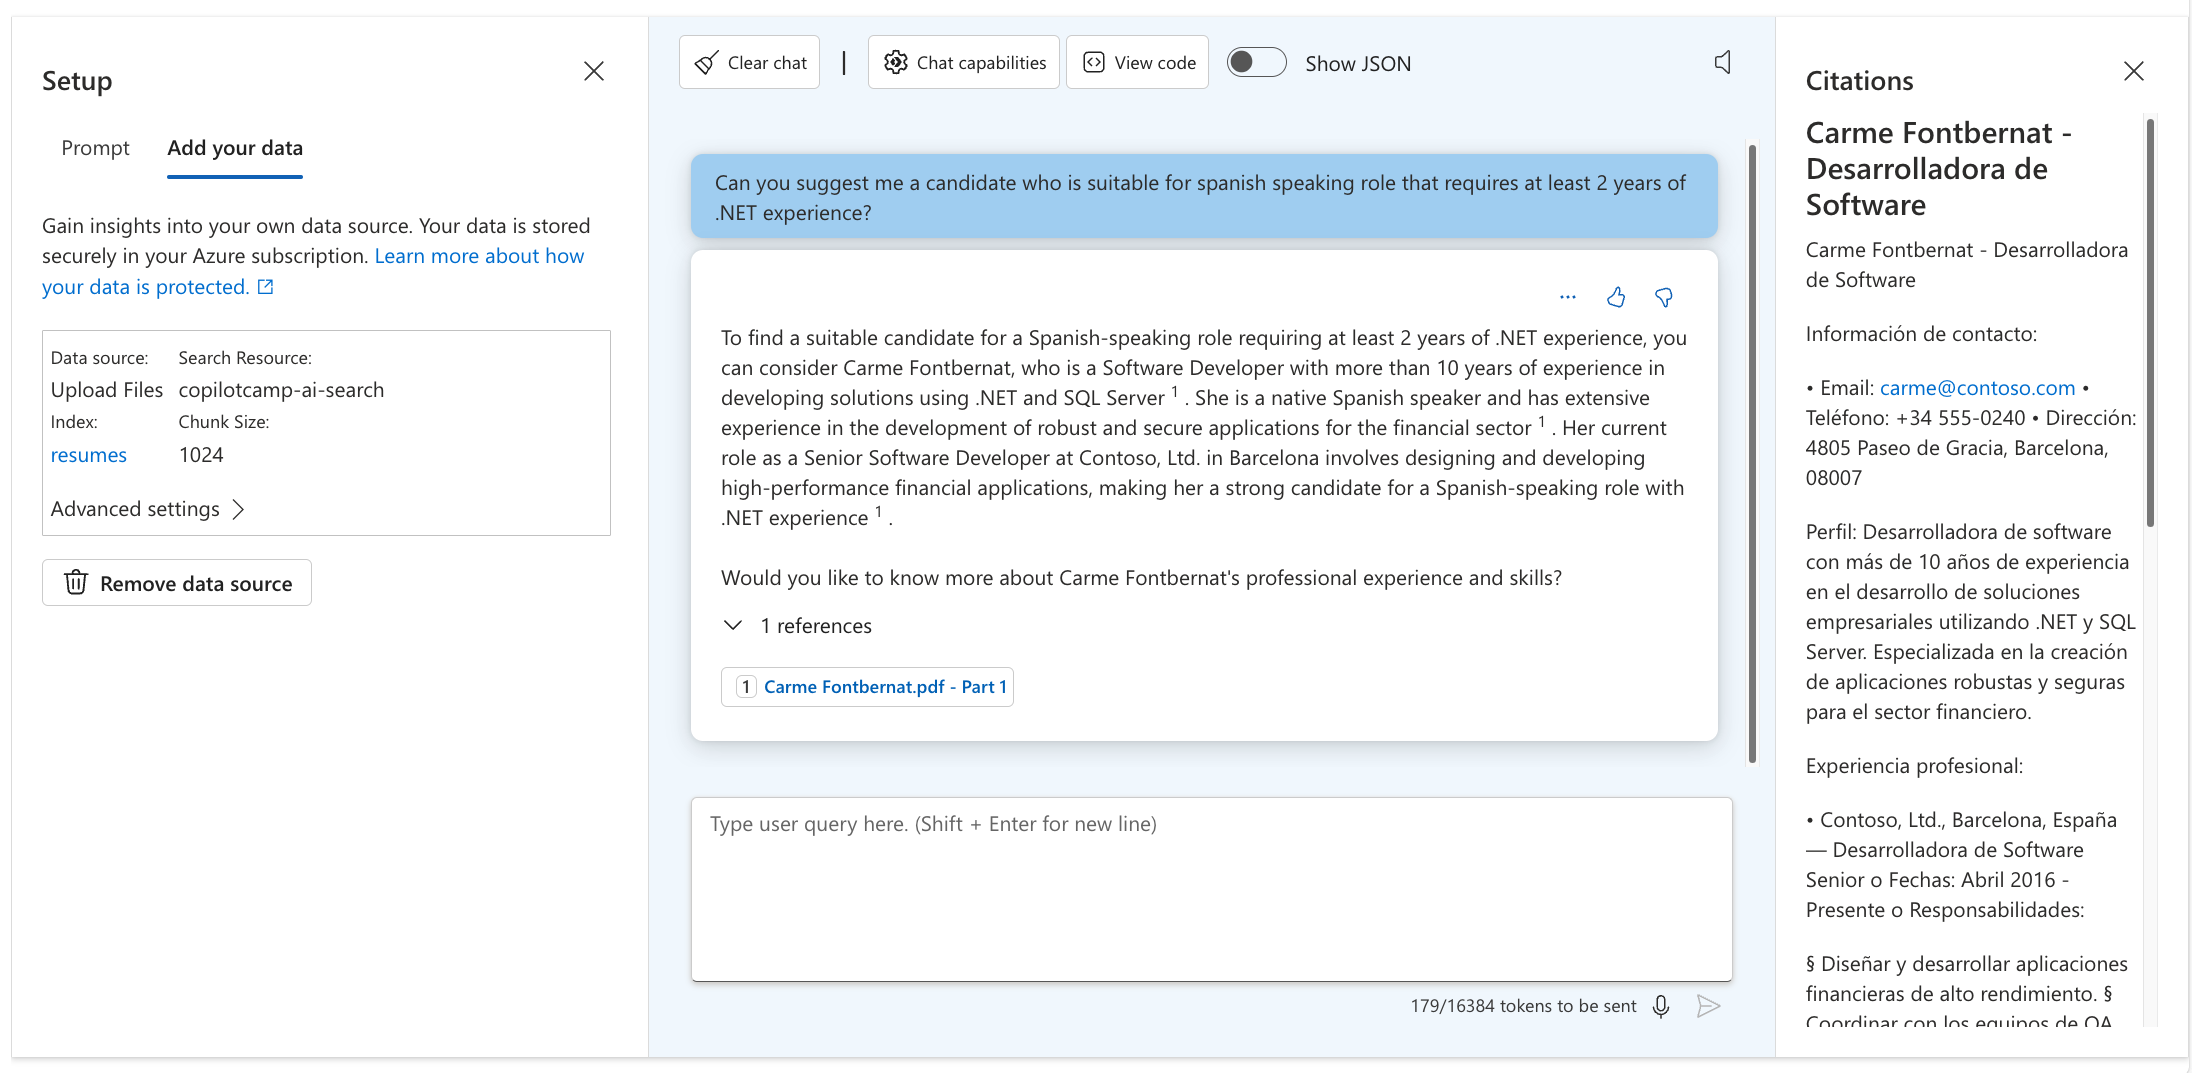 Setup
Prompt Add your data
Gain insights into your own data source. Your data is stored
securely in your Azure subscription. Learn more about how
your data is protected.
Data source: Search Resource:
Upload Files copilotcamp-ai-search
Index: Chunk Size:
resumes 1024
Advanced settings
Remove data source
Clear chat | Chat capabilities View code Show JSON
Can you suggest me a candidate who is suitable for spanish speaking role that requires at least 2 years of
.NET experience?
To find a suitable candidate for a Spanish-speaking role requiring at least 2 years of .NET experience, you
can consider Carme Fontbernat, who is a Software Developer with more than 10 years of experience in
developing solutions using .NET and SQL Server 1 . She is a native Spanish speaker and has extensive
experience in the development of robust and secure applications for the financial sector 1 . Her current
role as a Senior Software Developer at Contoso, Ltd. in Barcelona involves designing and developing
high-performance financial applications, making her a strong candidate for a Spanish-speaking role with
.NET experience 1 .
Would you like to know more about Carme Fontbernat's professional experience and skills?
1 references
1 Carme Fontbernat.pdf - Part 1
Type user query here. (Shift + Enter for new line)
179/16384 tokens to be sent
Citations
Carme Fontbernat -
Desarrolladora de
Software
Carme Fontbernat - Desarrolladora
de Software
Información de contacto:
• Email: carme@contoso.com •
Teléfono: +34 555-0240 • Dirección:
4805 Paseo de Gracia, Barcelona,
08007
Perfil: Desarrolladora de software
con más de 10 años de experiencia
en el desarrollo de soluciones
empresariales utilizando .NET y SQL
Server. Especializada en la creación
de aplicaciones robustas y seguras
para el sector financiero.
Experiencia profesional:
• Contoso, Ltd., Barcelona, España
— Desarrolladora de Software
Senior o Fechas: Abril 2016 -
Presente o Responsabilidades:
§ Diseñar y desarrollar aplicaciones
financieras de alto rendimiento. §
Coordinar con los equipos de QA